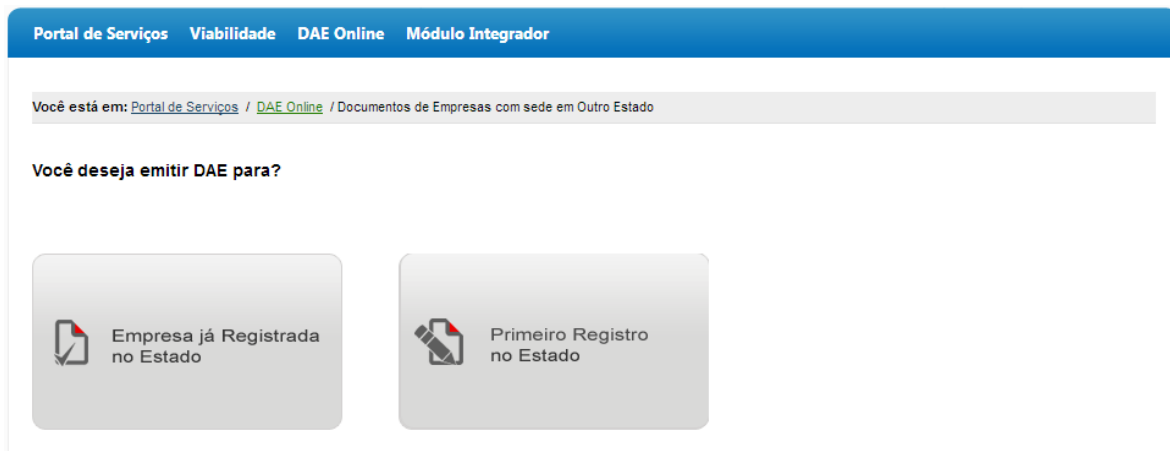 Portal de Serviços Viabilidade DAE Online Módulo Integrador
Você está em: Portal de Serviços / DAE Online / Documentos de Empresas com sede em Outro Estado
Você deseja emitir DAE para?
Empresa já Registrada
no Estado
Primeiro Registro
no Estado